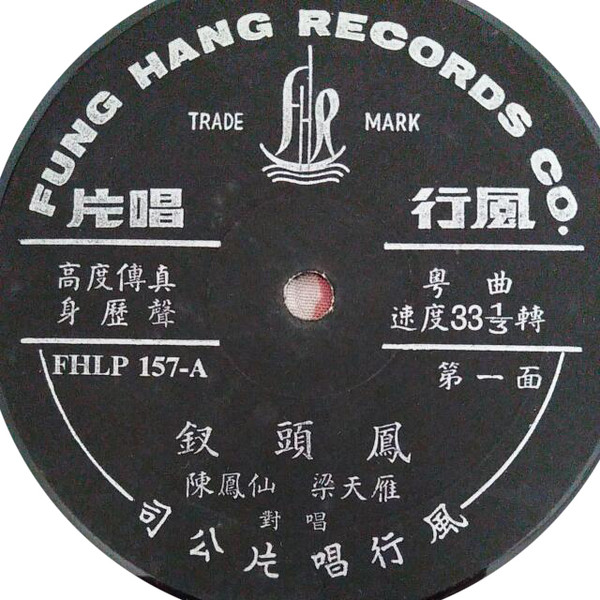 FUNG HANG RECORDS CO.
TRADE MARK
FHR
風行唱片
高度傳真
身歷聲
粵曲
速度33⅓轉
FHLP 157-A
第一面
鳳頭釵
陳鳳仙 梁天雁
對唱
風行唱片公司